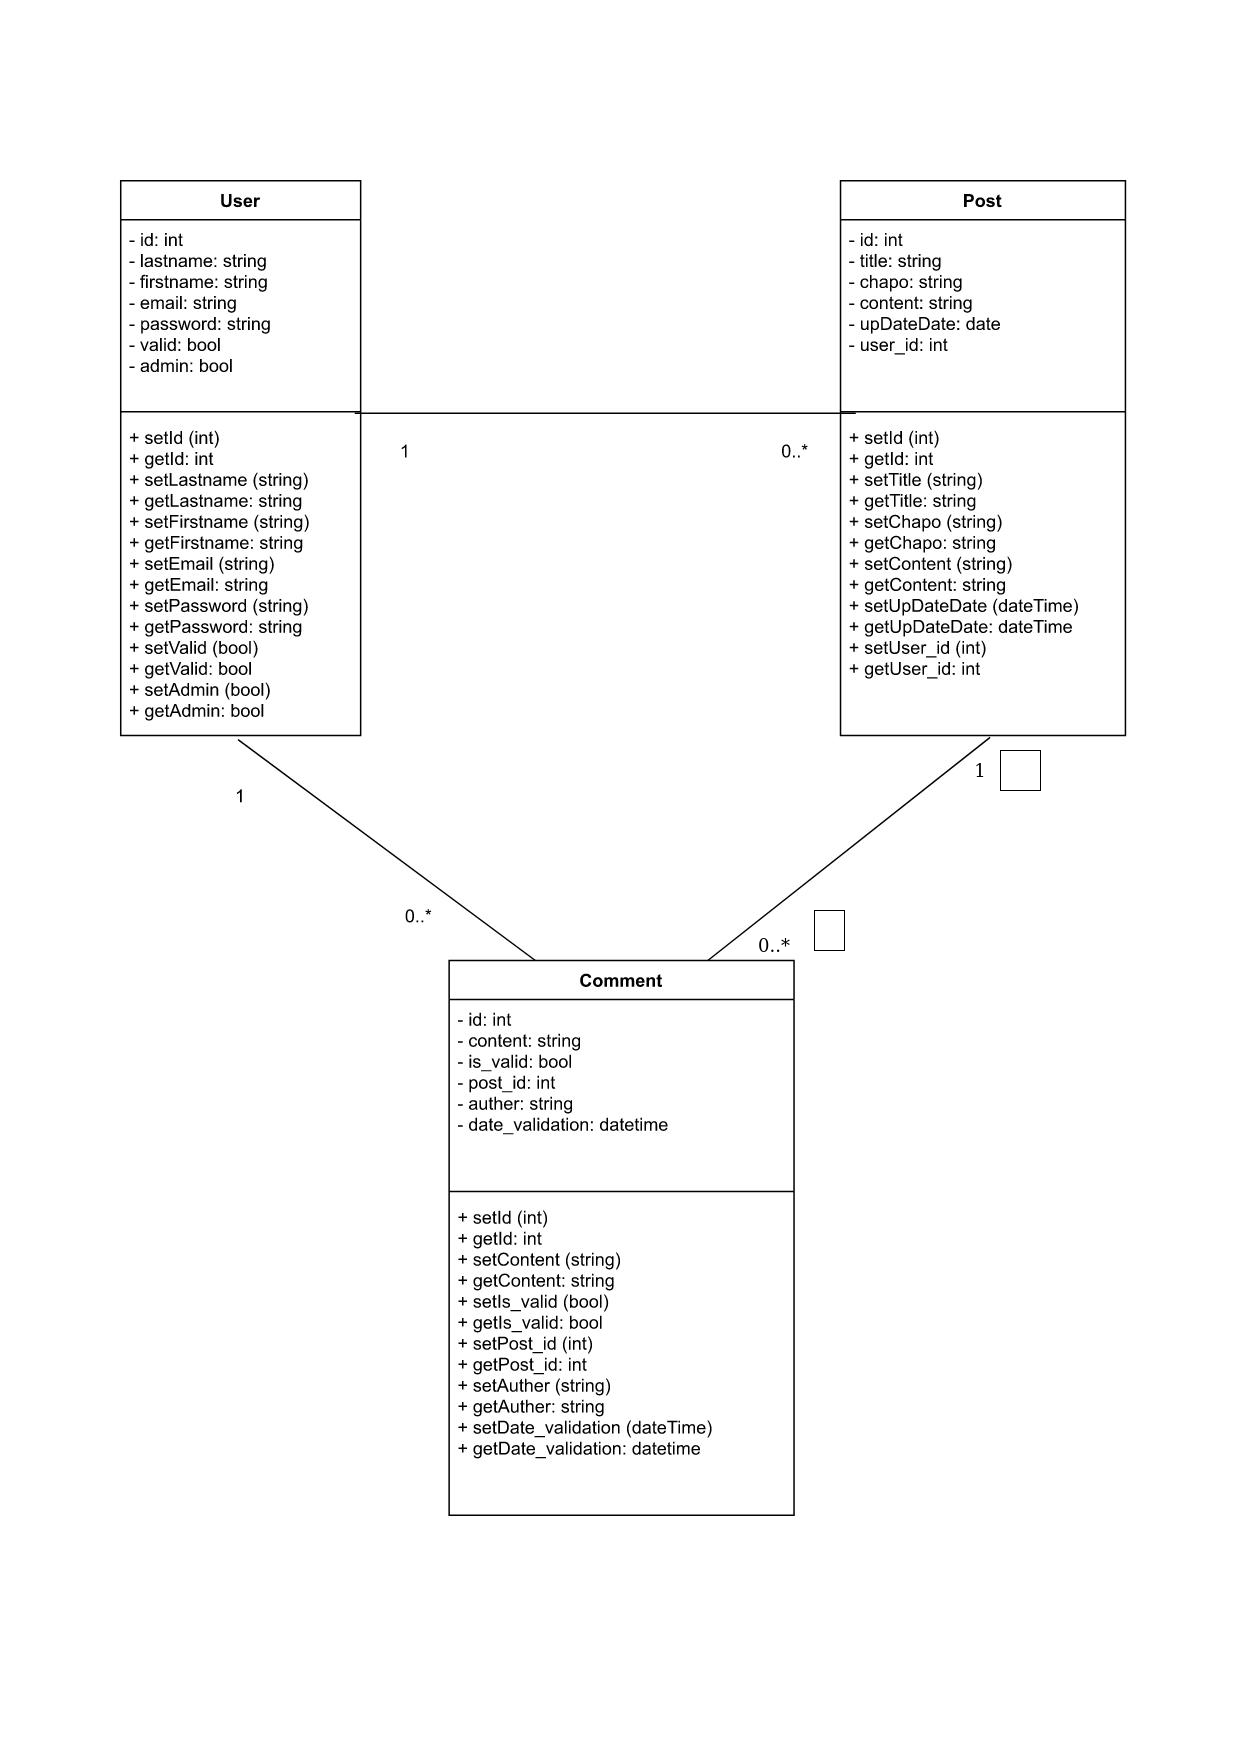 User
- id: int
- lastname: string
- firstname: string
- email: string
- password: string
- valid: bool
- admin: bool
+ setId (int)
+ getId: int
+ setLastname (string)
+ getLastname: string
+ setFirstname (string)
+ getFirstname: string
+ setEmail (string)
+ getEmail: string
+ setPassword (string)
+ getPassword: string
+ setValid (bool)
+ getValid: bool
+ setAdmin (bool)
+ getAdmin: bool
1
0..*
Post
- id: int
- title: string
- chapo: string
- content: string
- upDateDate: date
- user_id: int
+ setId (int)
+ getId: int
+ setTitle (string)
+ getTitle: string
+ setChapo (string)
+ getChapo: string
+ setContent (string)
+ getContent: string
+ setUpDateDate (dateTime)
+ getUpDateDate: dateTime
+ setUser_id (int)
+ getUser_id: int
1
1
0..*
0..*
Comment
- id: int
- content: string
- is_valid: bool
- post_id: int
- auther: string
- date_validation: datetime
+ setId (int)
+ getId: int
+ setContent (string)
+ getContent: string
+ setIs_valid (bool)
+ getIs_valid: bool
+ setPost_id (int)
+ getPost_id: int
+ setAuther (string)
+ getAuther: string
+ setDate_validation (dateTime)
+ getDate_validation: datetime